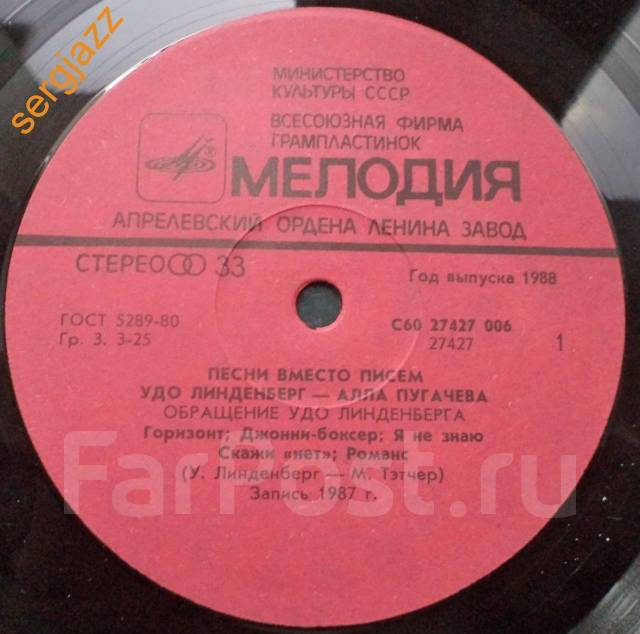 sergjazz
МИНИСТЕРСТВО
КУЛЬТУРЫ СССР
ВСЕСОЮЗНАЯ ФИРМА
ГРАМПЛАСТИНОК
МЕЛОДИЯ
АПРЕЛЕВСКИЙ ОРДЕНА ЛЕНИНА ЗАВОД
СТЕРЕО 33
Год выпуска 1988
ГОСТ 5289-80
Гр. 3. 3-25
С60 27427 006
27427
1
ПЕСНИ ВМЕСТО ПИСЕМ
УДО ЛИНДЕНБЕРГ — АЛЛА ПУГАЧЕВА
ОБРАЩЕНИЕ УДО ЛИНДЕНБЕРГА
Горизонт; Джонни-боксер; Я не знаю
Скажи «нет»; Романс
(У. Линденберг — М. Тэтчер)
Запись 1987 г.
FarPost.ru